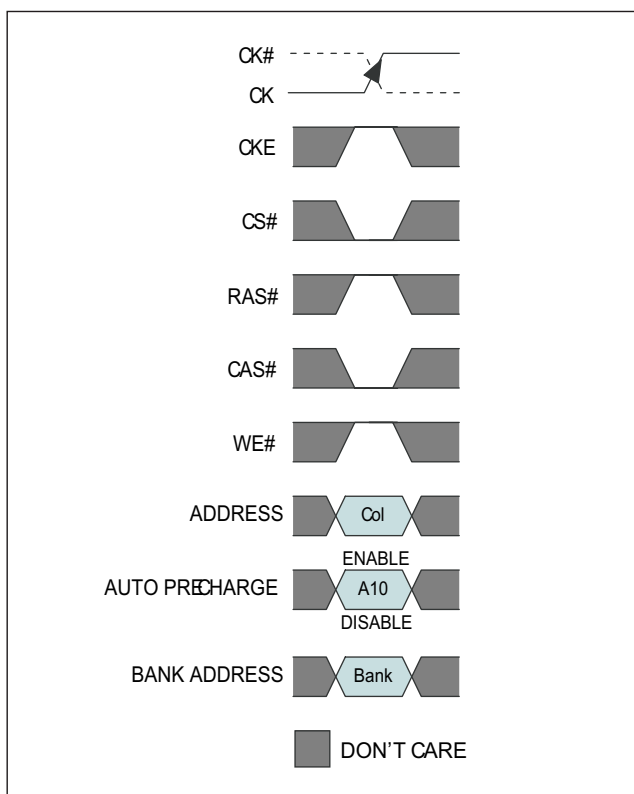 CK#
CK
CKE
CS#
RAS#
CAS#
WE#
ADDRESS Col
ENABLE
AUTO PRECHARGE A10
DISABLE
BANK ADDRESS Bank
DON'T CARE